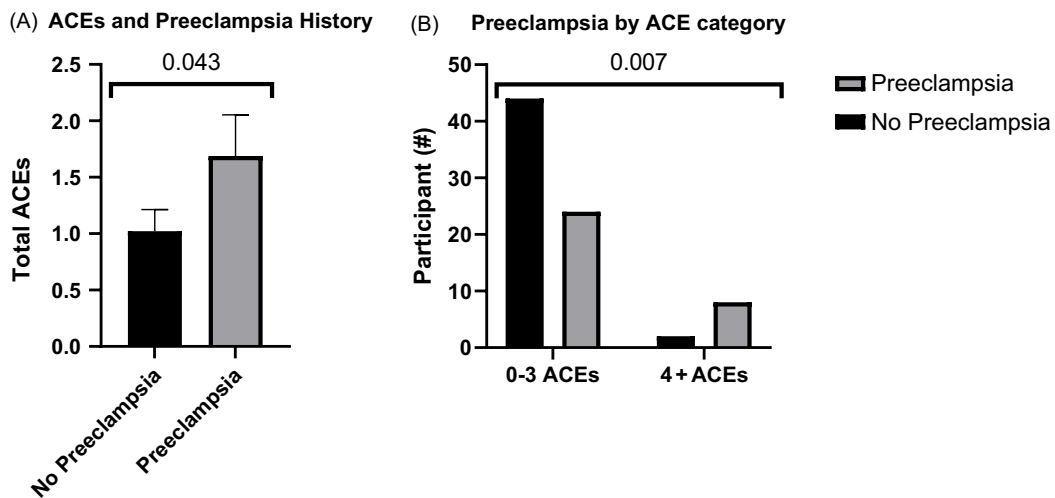 (A) ACEs and Preeclampsia History
0.043
2.5
2.0
1.5
1.0
0.5
0.0
Total ACEs
No Preeclampsia
Preeclampsia
(B) Preeclampsia by ACE category
0.007
50
40
30
20
10
0
Participant (#)
0-3 ACEs
4+ACEs
Preeclampsia
No Preeclampsia